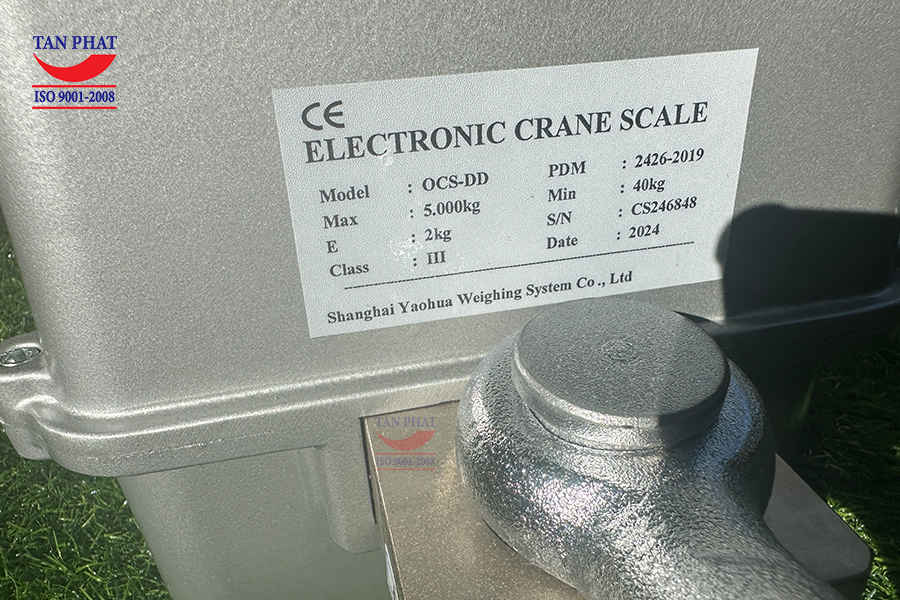 TAN PHAT
ISO 9001-2008
CE
ELECTRONIC CRANE SCALE
Model : OCS-DD PDM : 2426-2019
Max : 5.000kg Min : 40kg
E : 2kg S/N : CS246848
Class : III Date : 2024
Shanghai Yaohua Weighing System Co., Ltd
TAN PHAT
ISO 9001-2008